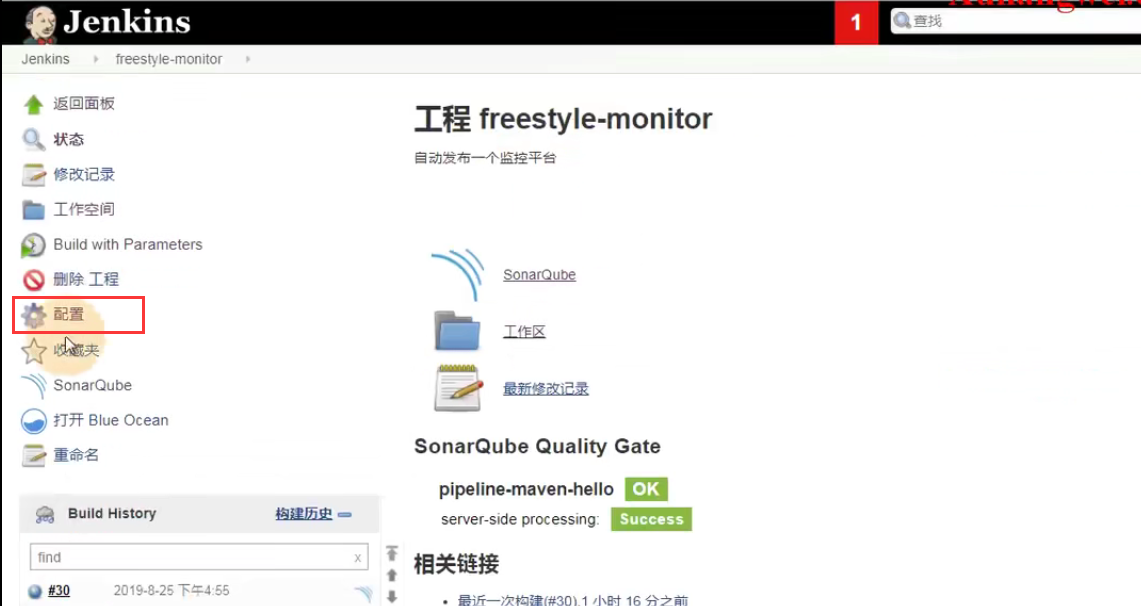 Jenkins
1
查找
Jenkins
freestyle-monitor
返回面板
状态
修改记录
工作空间
Build with Parameters
删除 工程
配置
收藏夹
SonarQube
打开 Blue Ocean
重命名
Build History
构建历史
find
x
#30
2019-8-25 下午4:55
工程 freestyle-monitor
自动发布一个监控平台
SonarQube
工作区
最新修改记录
SonarQube Quality Gate
pipeline-maven-hello OK
server-side processing: Success
相关链接
最近一次构建(#30),1 小时 16 分之前